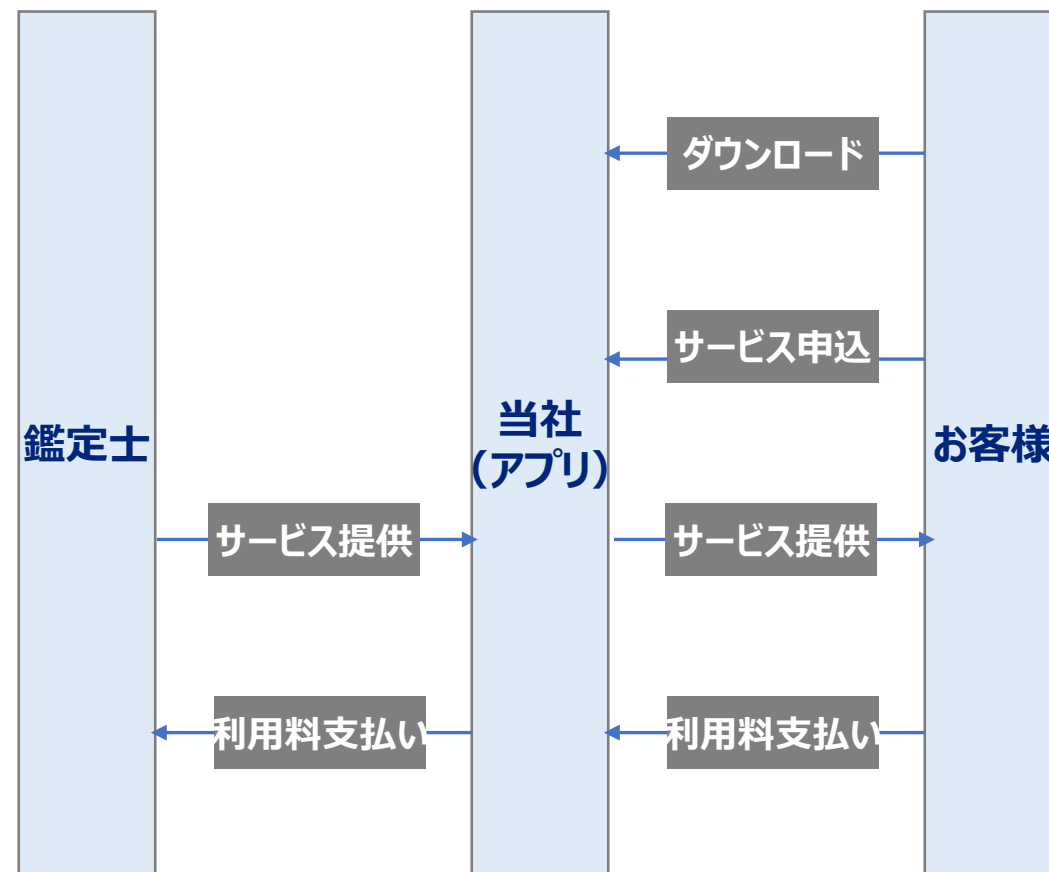 ダウンロード
サービス申込
鑑定士
当社
(アプリ)
お客様
サービス提供
サービス提供
利用料支払い
利用料支払い